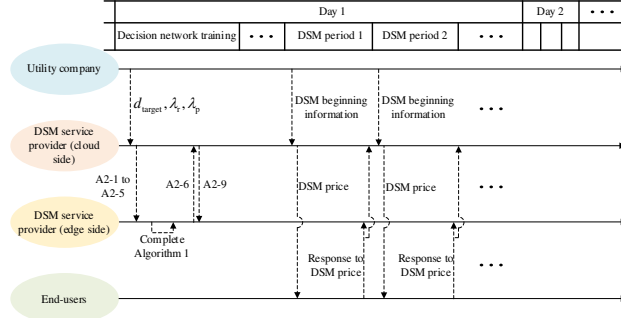 Day 1
Day 2
• • •
Decision network training
• • •
DSM period 1
DSM period 2
• • •
Utility company
d_target, λ_r, λ_p
DSM beginning
information
DSM beginning
information
• • •
DSM service
provider (cloud
side)
A2-1 to
A2-5
A2-6
A2-9
DSM price
DSM price
• • •
DSM service
provider (edge side)
Complete
Algorithm 1
Response to
DSM price
Response to
DSM price
• • •
End-users